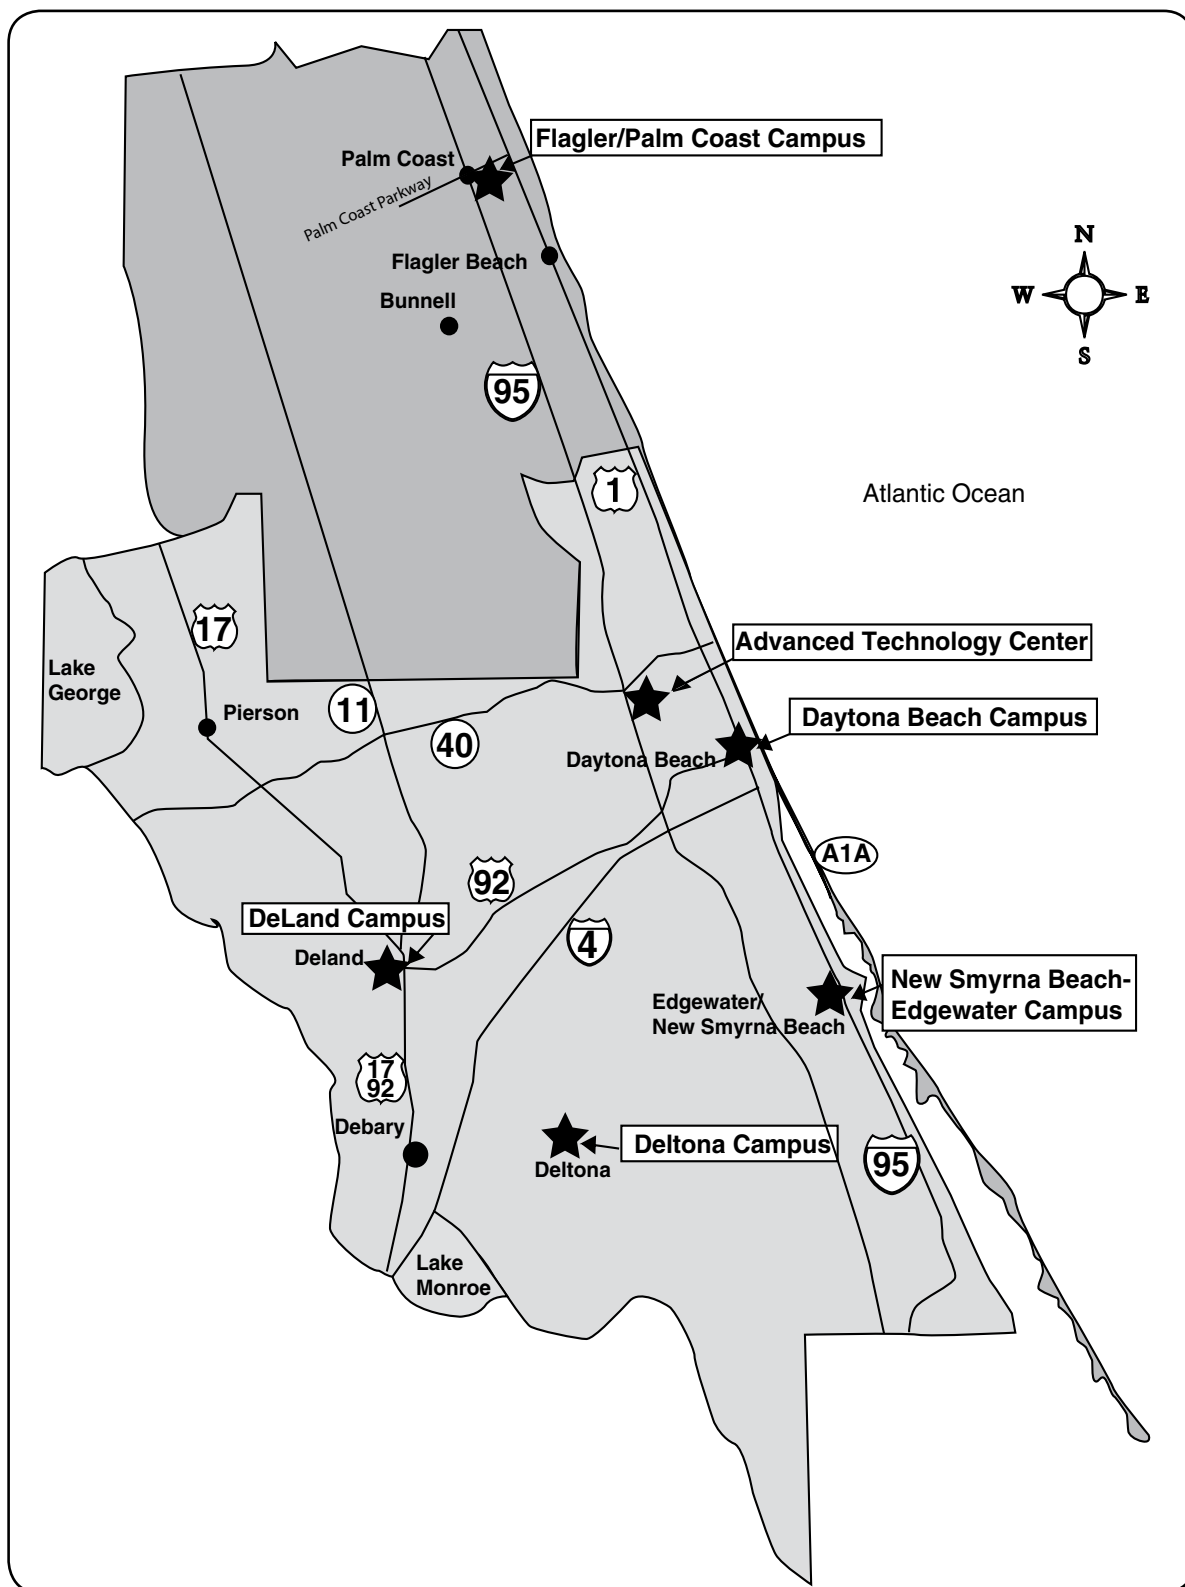 Flagler/Palm Coast Campus
Palm Coast
Palm Coast Parkway
N
Flagler Beach
W
E
Bunnell
S
95
1
Atlantic Ocean
17
Advanced Technology Center
Lake
George
Pierson
11
Daytona Beach Campus
40
Daytona Beach
A1A
92
DeLand Campus
4
Deland
New Smyrna Beach-
Edgewater Campus
Edgewater/
New Smyrna Beach
17
92
Debary
Deltona Campus
95
Deltona
Lake
Monroe